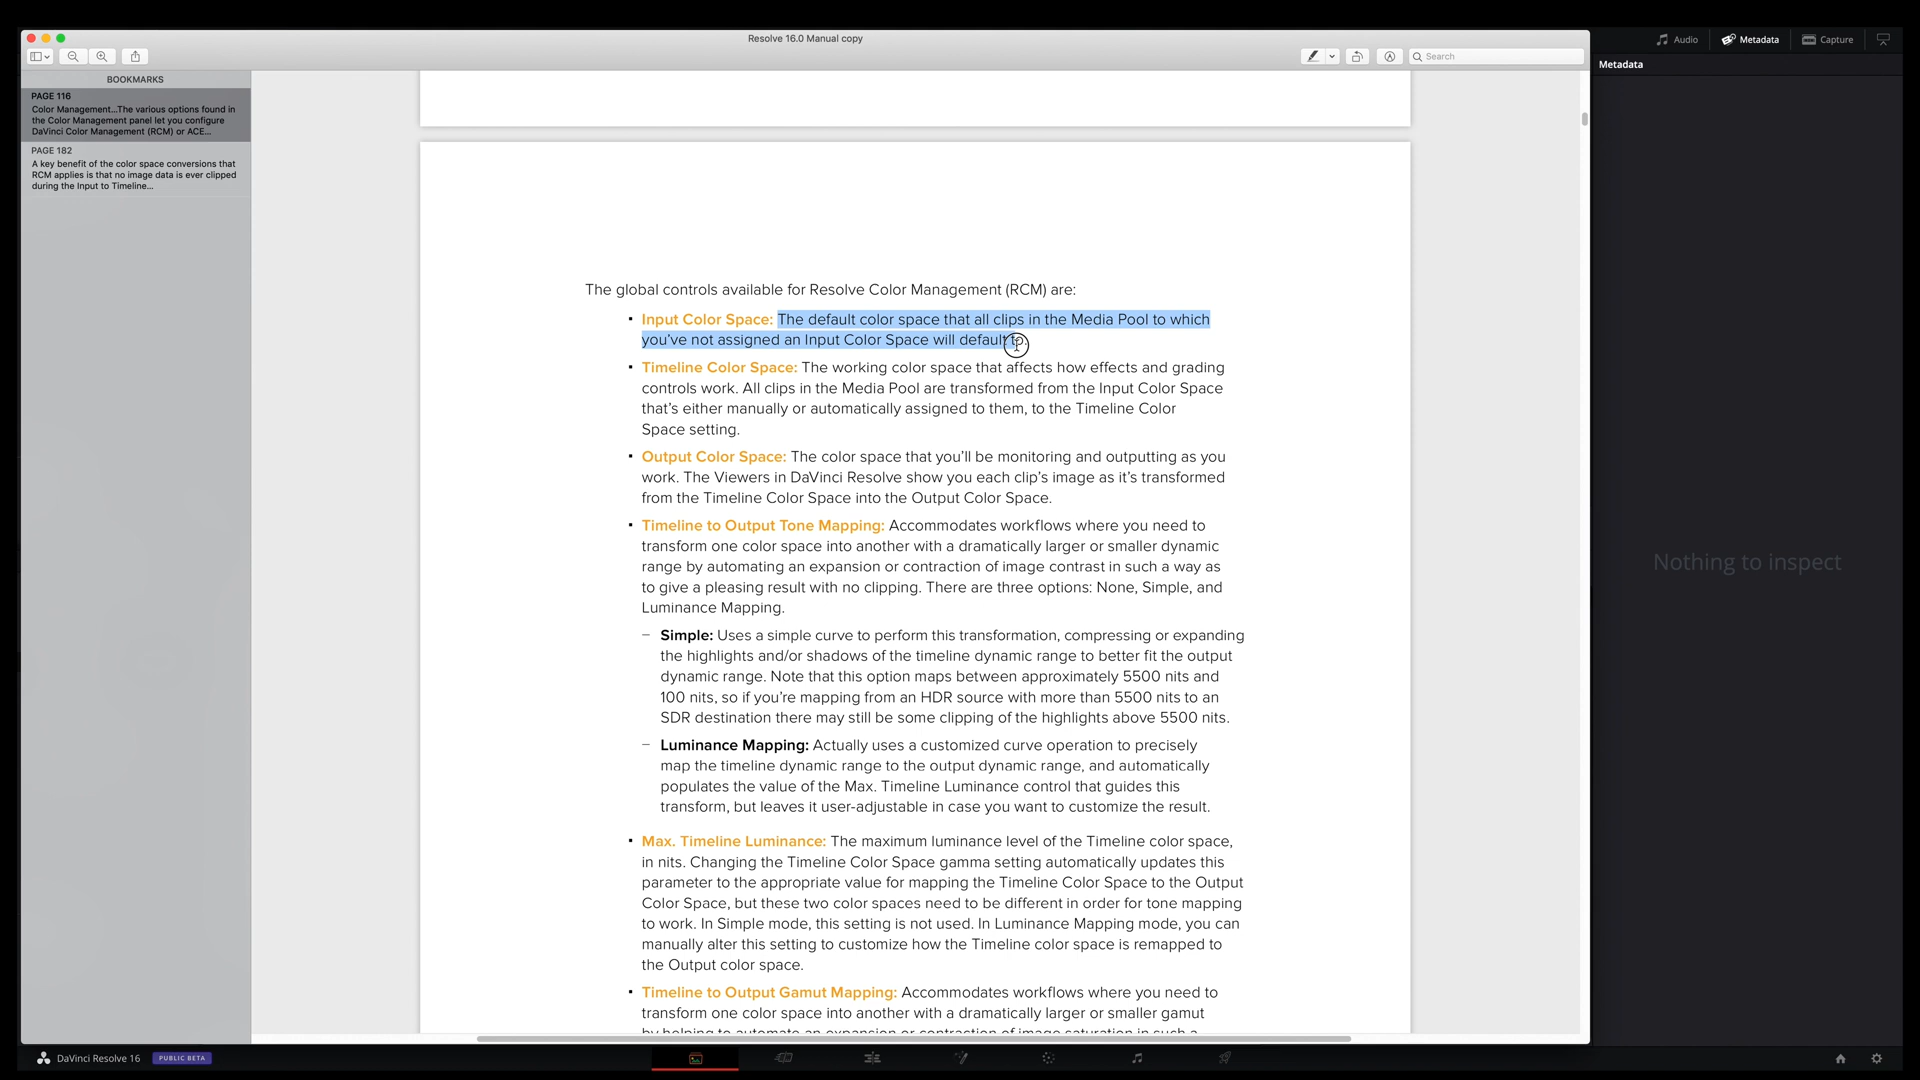 Resolve 16.0 Manual copy
Search
BOOKMARKS
PAGE 116
Color Management...The various options found in
the Color Management panel let you configure
DaVinci Color Management (RCM) or ACE...
PAGE 182
A key benefit of the color space conversions that
RCM applies is that no image data is ever clipped
during the Input to Timeline...
The global controls available for Resolve Color Management (RCM) are:
▪ Input Color Space: The default color space that all clips in the Media Pool to which
you've not assigned an Input Color Space will default to.
▪ Timeline Color Space: The working color space that affects how effects and grading
controls work. All clips in the Media Pool are transformed from the Input Color Space
that's either manually or automatically assigned to them, to the Timeline Color
Space setting.
▪ Output Color Space: The color space that you'll be monitoring and outputting as you
work. The Viewers in DaVinci Resolve show you each clip's image as it's transformed
from the Timeline Color Space into the Output Color Space.
▪ Timeline to Output Tone Mapping: Accommodates workflows where you need to
transform one color space into another with a dramatically larger or smaller dynamic
range by automating an expansion or contraction of image contrast in such a way as
to give a pleasing result with no clipping. There are three options: None, Simple, and
Luminance Mapping.
– Simple: Uses a simple curve to perform this transformation, compressing or expanding
the highlights and/or shadows of the timeline dynamic range to better fit the output
dynamic range. Note that this option maps between approximately 5500 nits and
100 nits, so if you're mapping from an HDR source with more than 5500 nits to an
SDR destination there may still be some clipping of the highlights above 5500 nits.
– Luminance Mapping: Actually uses a customized curve operation to precisely
map the timeline dynamic range to the output dynamic range, and automatically
populates the value of the Max. Timeline Luminance control that guides this
transform, but leaves it user-adjustable in case you want to customize the result.
▪ Max. Timeline Luminance: The maximum luminance level of the Timeline color space,
in nits. Changing the Timeline Color Space gamma setting automatically updates this
parameter to the appropriate value for mapping the Timeline Color Space to the Output
Color Space, but these two color spaces need to be different in order for tone mapping
to work. In Simple mode, this setting is not used. In Luminance Mapping mode, you can
manually alter this setting to customize how the Timeline color space is remapped to
the Output color space.
▪ Timeline to Output Gamut Mapping: Accommodates workflows where you need to
transform one color space into another with a dramatically larger or smaller gamut
by helping to automate an expansion or contraction of image saturation in such a
Audio
Metadata
Capture
Metadata
Nothing to inspect
DaVinci Resolve 16
PUBLIC BETA